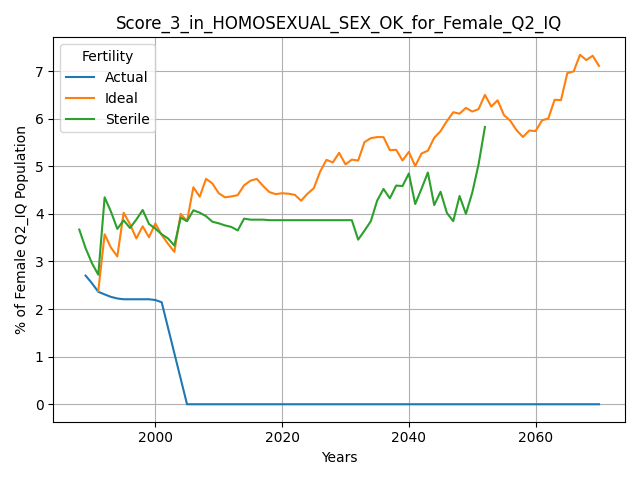 Score_3_in_HOMOSEXUAL_SEX_OK_for_Female_Q2_IQ
Fertility
Actual
Ideal
Sterile
% of Female Q2_IQ Population
7
6
5
4
3
2
1
0
2000 2020 2040 2060
Years